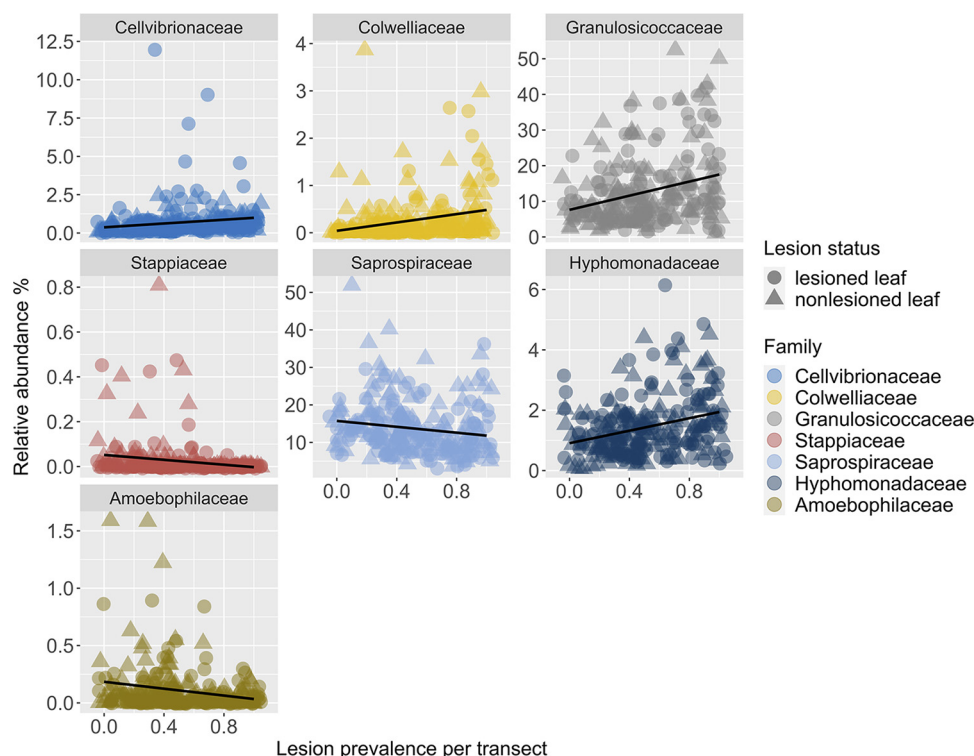 Cellvibrionaceae
Colwelliaceae
Granulosicoccaceae
12.5
10.0
7.5
5.0
2.5
0.0
4
3
2
1
0
50
40
30
20
10
0
Stappiaceae
Saprospiraceae
Hyphomonadaceae
0.8
0.6
0.4
0.2
0.0
50
40
30
20
10
6
4
2
0
0.0 0.4 0.8
0.0 0.4 0.8
Amoebophilaceae
1.5
1.0
0.5
0.0
0.0 0.4 0.8
Relative abundance %
Lesion prevalence per transect
Lesion status
lesioned leaf
nonlesioned leaf
Family
Cellvibrionaceae
Colwelliaceae
Granulosicoccaceae
Stappiaceae
Saprospiraceae
Hyphomonadaceae
Amoebophilaceae